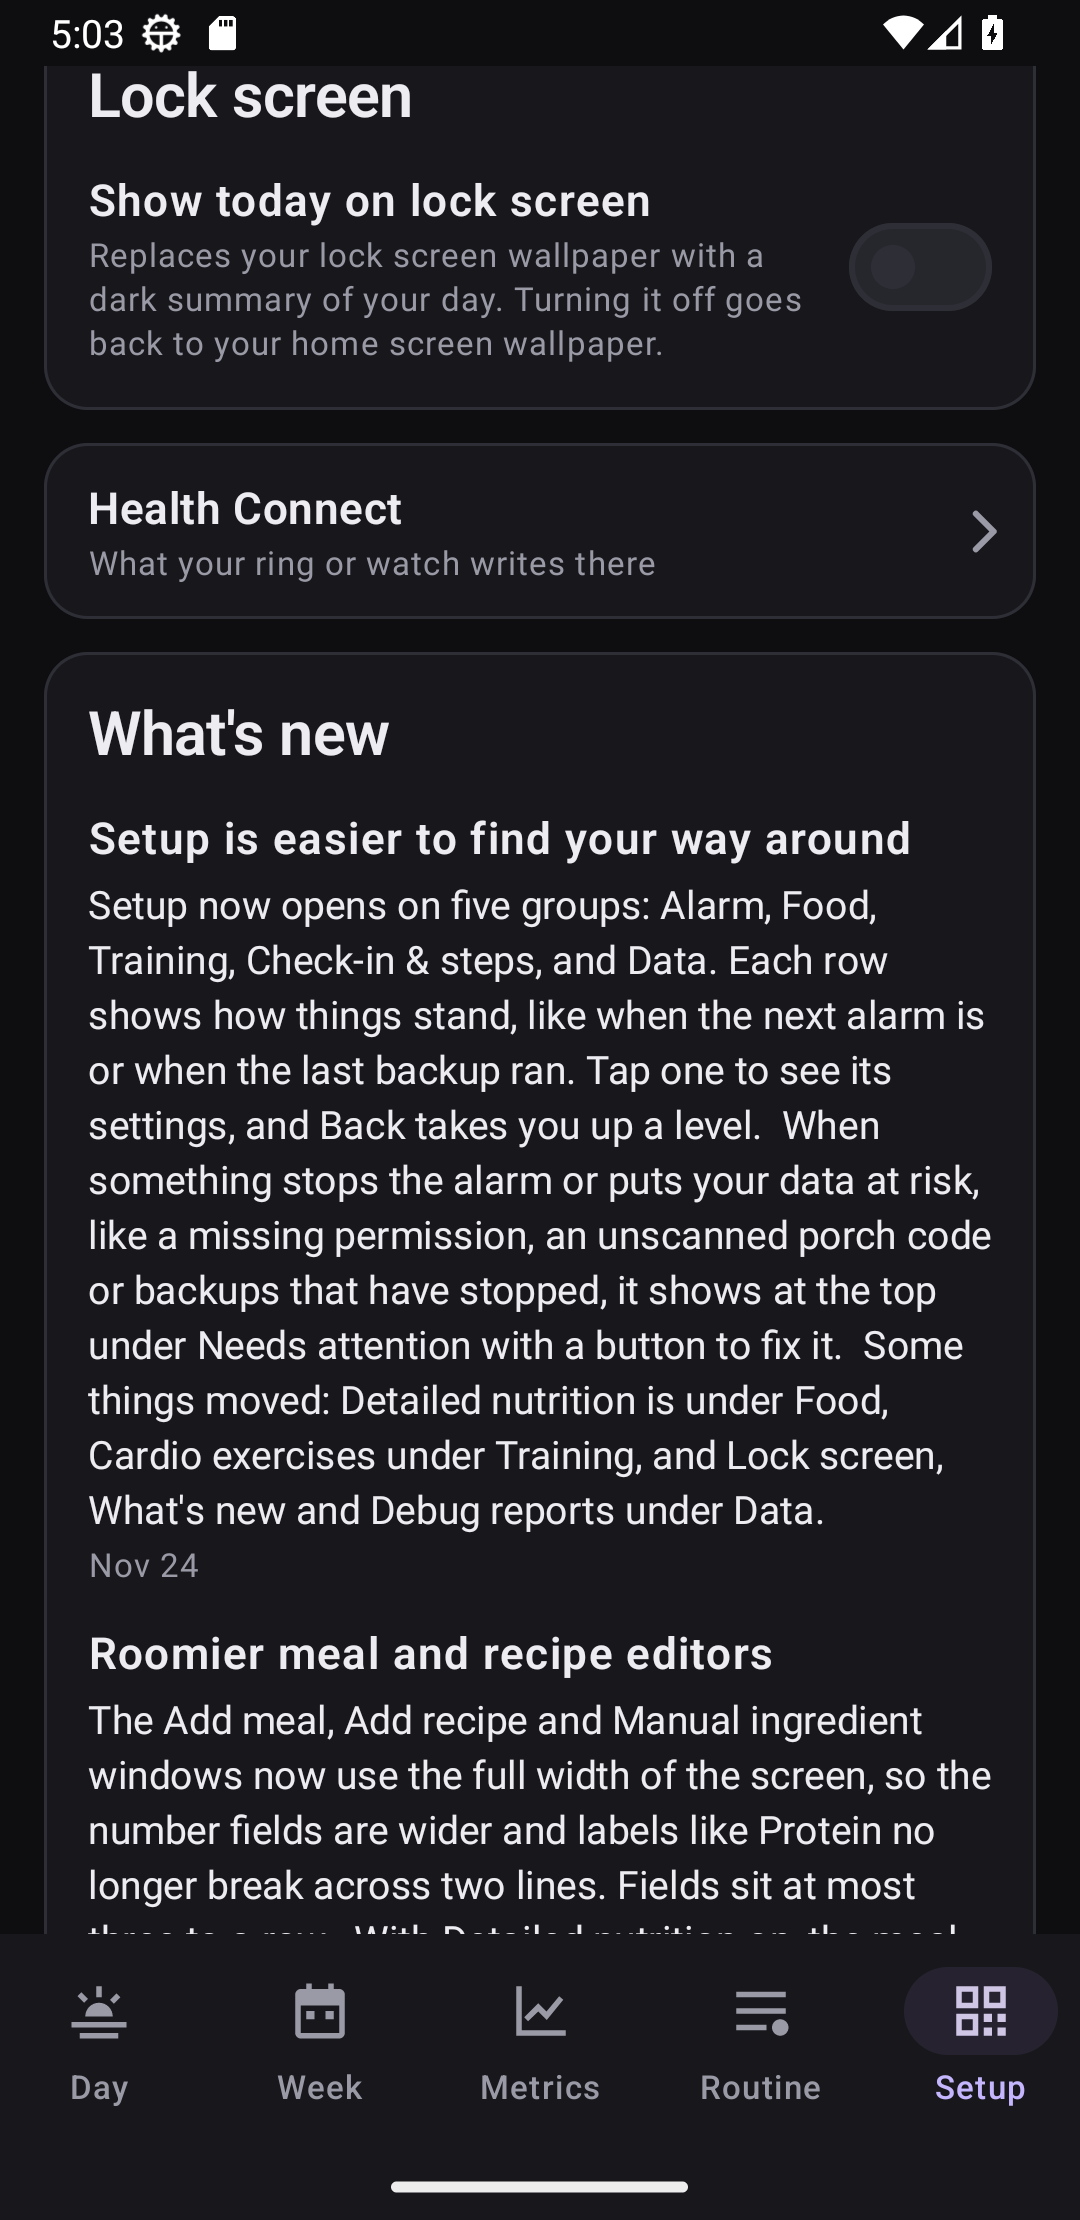 5:03
Lock screen
Show today on lock screen
Replaces your lock screen wallpaper with a
dark summary of your day. Turning it off goes
back to your home screen wallpaper.
Health Connect
What your ring or watch writes there
What's new
Setup is easier to find your way around
Setup now opens on five groups: Alarm, Food,
Training, Check-in & steps, and Data. Each row
shows how things stand, like when the next alarm is
or when the last backup ran. Tap one to see its
settings, and Back takes you up a level.  When
something stops the alarm or puts your data at risk,
like a missing permission, an unscanned porch code
or backups that have stopped, it shows at the top
under Needs attention with a button to fix it.  Some
things moved: Detailed nutrition is under Food,
Cardio exercises under Training, and Lock screen,
What's new and Debug reports under Data.
Nov 24
Roomier meal and recipe editors
The Add meal, Add recipe and Manual ingredient
windows now use the full width of the screen, so the
number fields are wider and labels like Protein no
longer break across two lines. Fields sit at most
three to a row.  With Detailed nutrition on, the meal
Day
Week
Metrics
Routine
Setup